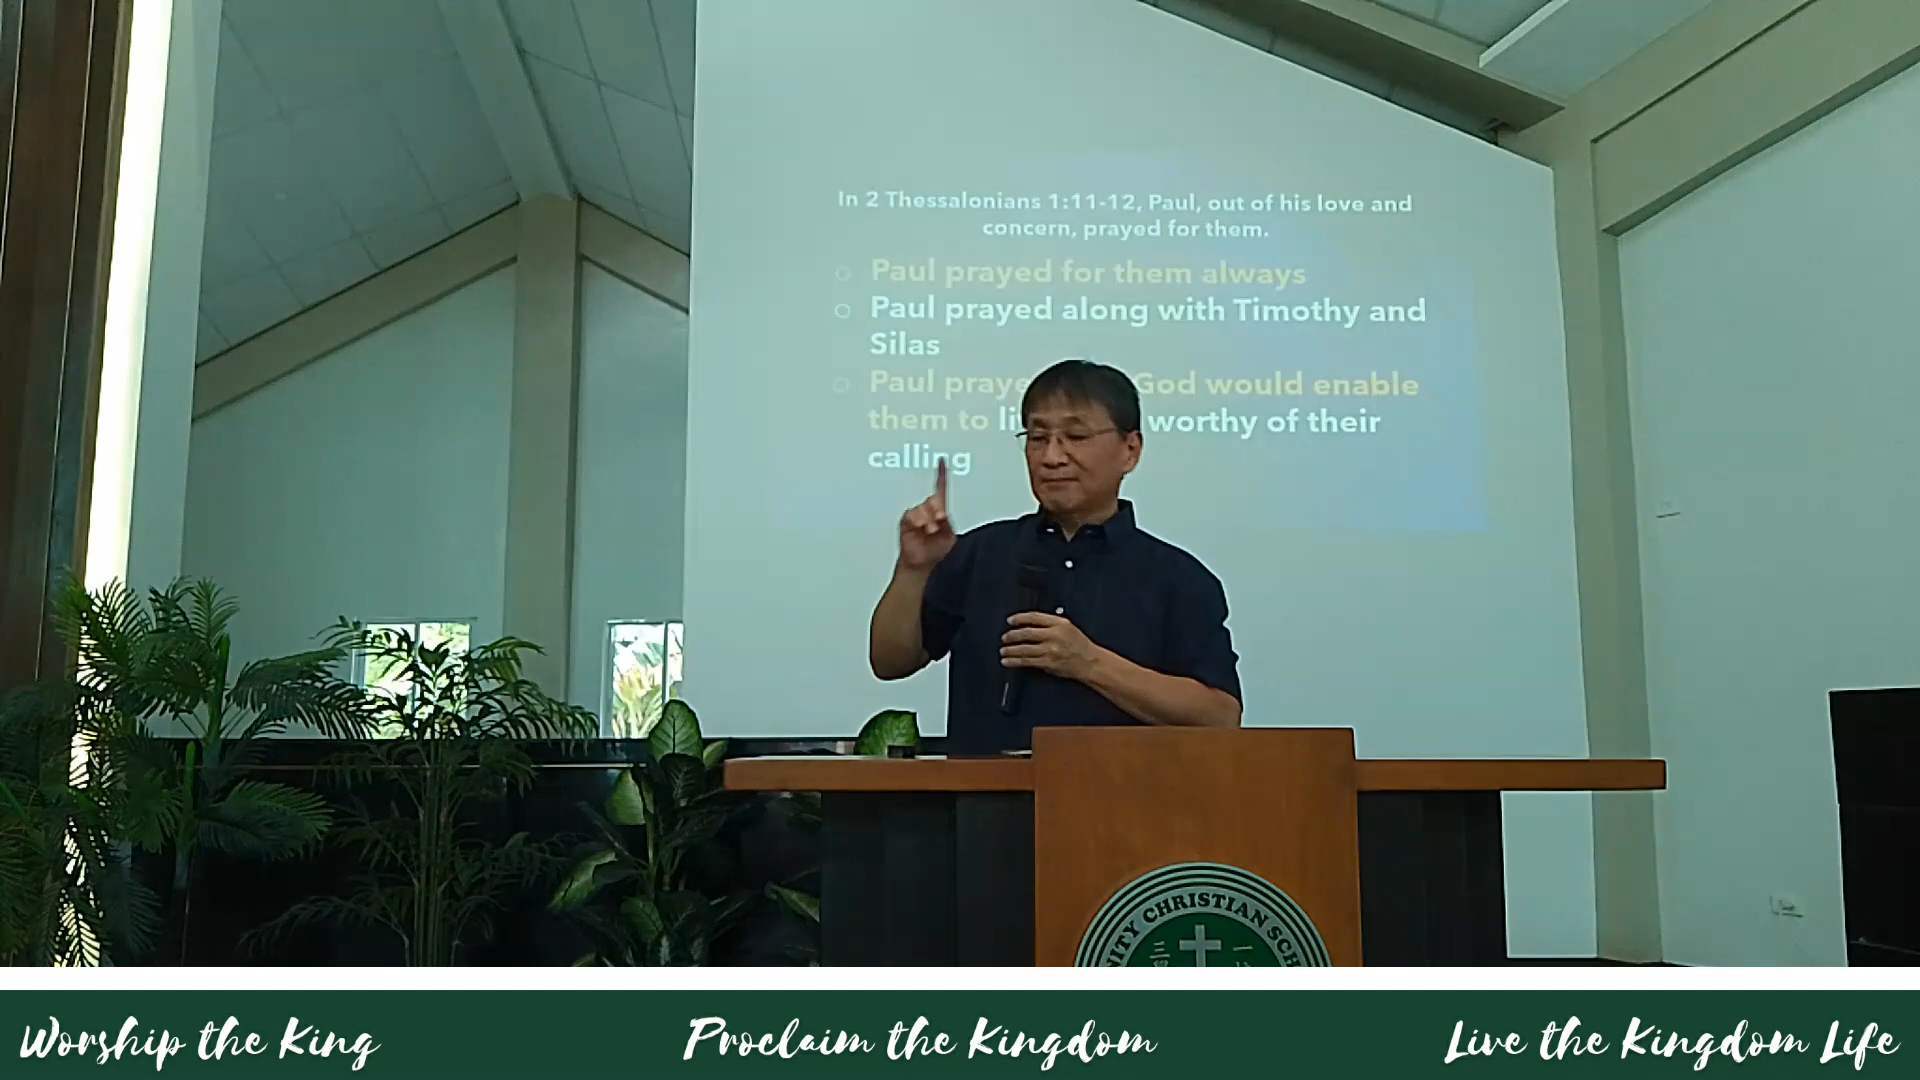 In 2 Thessalonians 1:11-12, Paul, out of his love and
concern, prayed for them.
Paul prayed for them always
Paul prayed along with Timothy and
Silas
Paul God would enable
them to worthy of their
calling
CHRISTIAN
三 一
Worship the King
Proclaim the Kingdom
Live the Kingdom Life